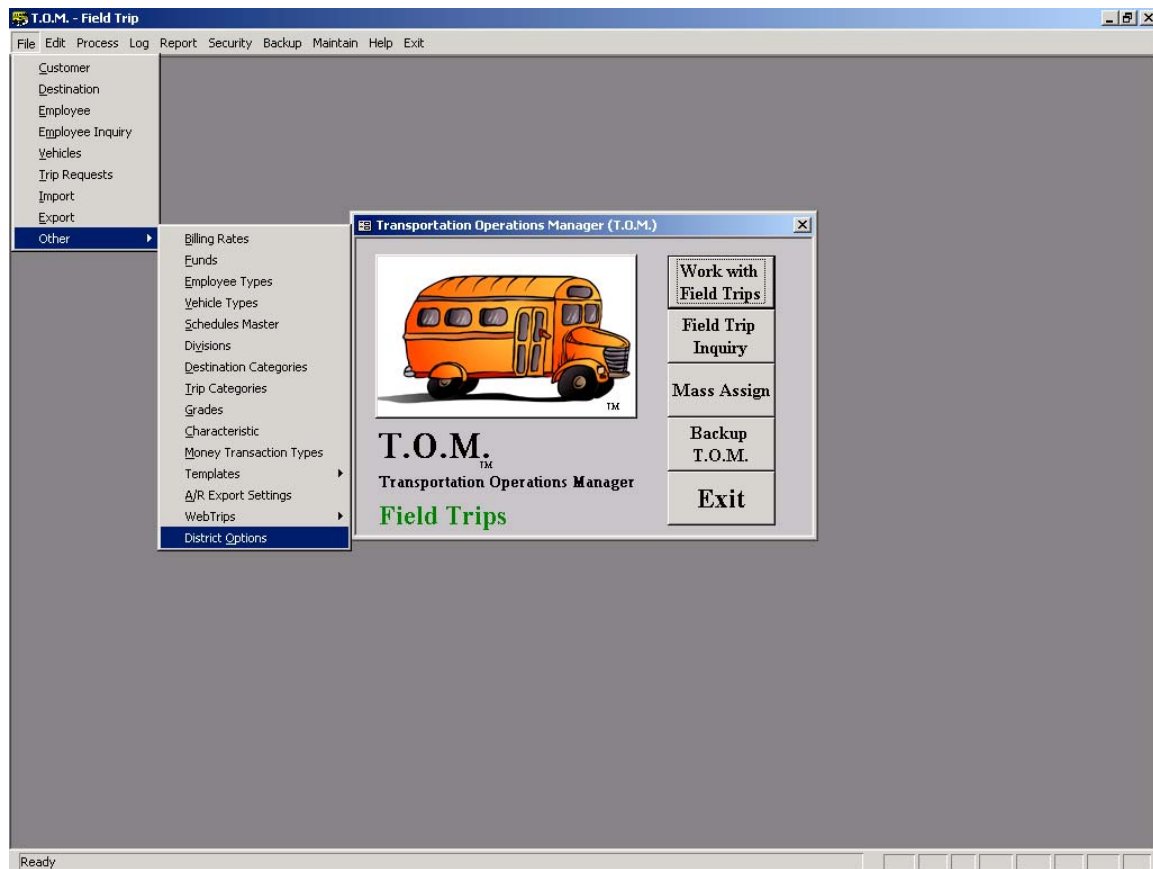 T.O.M. - Field Trip
File Edit Process Log Report Security Backup Maintain Help Exit
Customer
Destination
Employee
Employee Inquiry
Vehicles
Trip Requests
Import
Export
Other
Billing Rates
Funds
Employee Types
Vehicle Types
Schedules Master
Divisions
Destination Categories
Trip Categories
Grades
Characteristic
Money Transaction Types
Templates
A/R Export Settings
WebTrips
District Options
Transportation Operations Manager (T.O.M.)
TM
T.O.M.
TM
Transportation Operations Manager
Field Trips
Work with
Field Trips
Field Trip
Inquiry
Mass Assign
Backup
T.O.M.
Exit
Ready